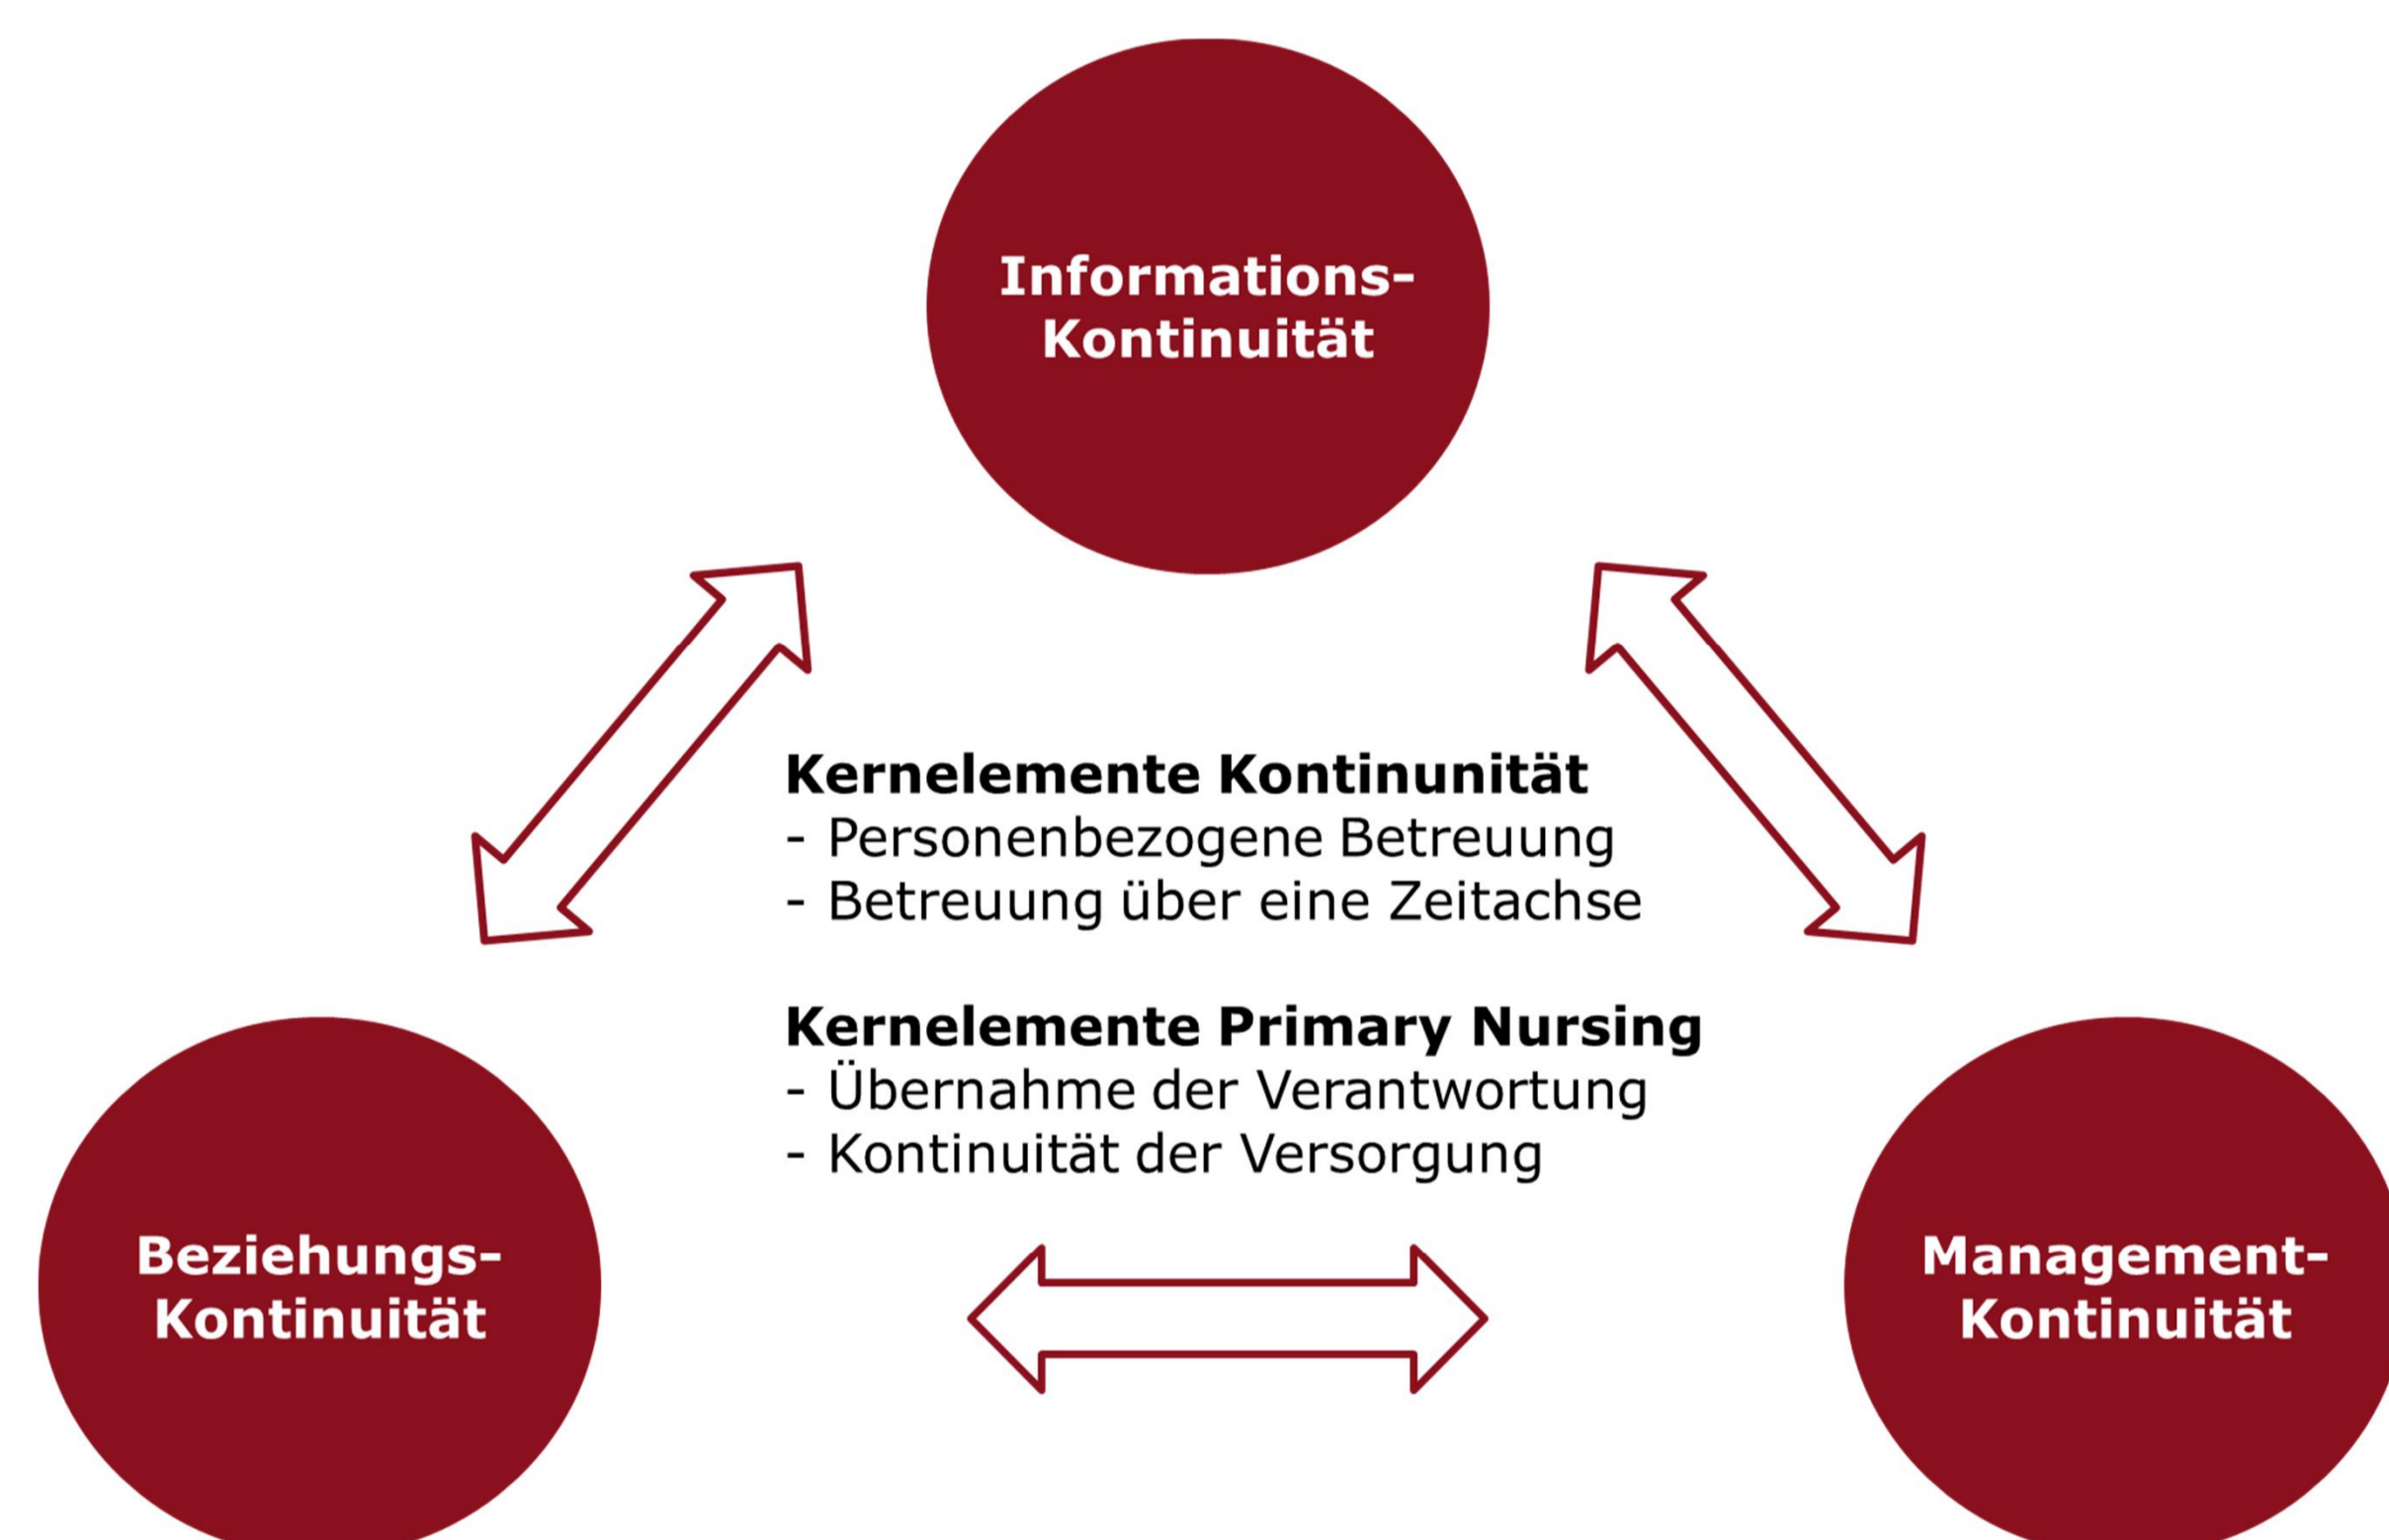 Informations-
Kontinuität
Kernelemente Kontinunität
- Personenbezogene Betreuung
- Betreuung über eine Zeitachse
Kernelemente Primary Nursing
- Übernahme der Verantwortung
- Kontinuität der Versorgung
Beziehungs-
Kontinuität
Management-
Kontinuität